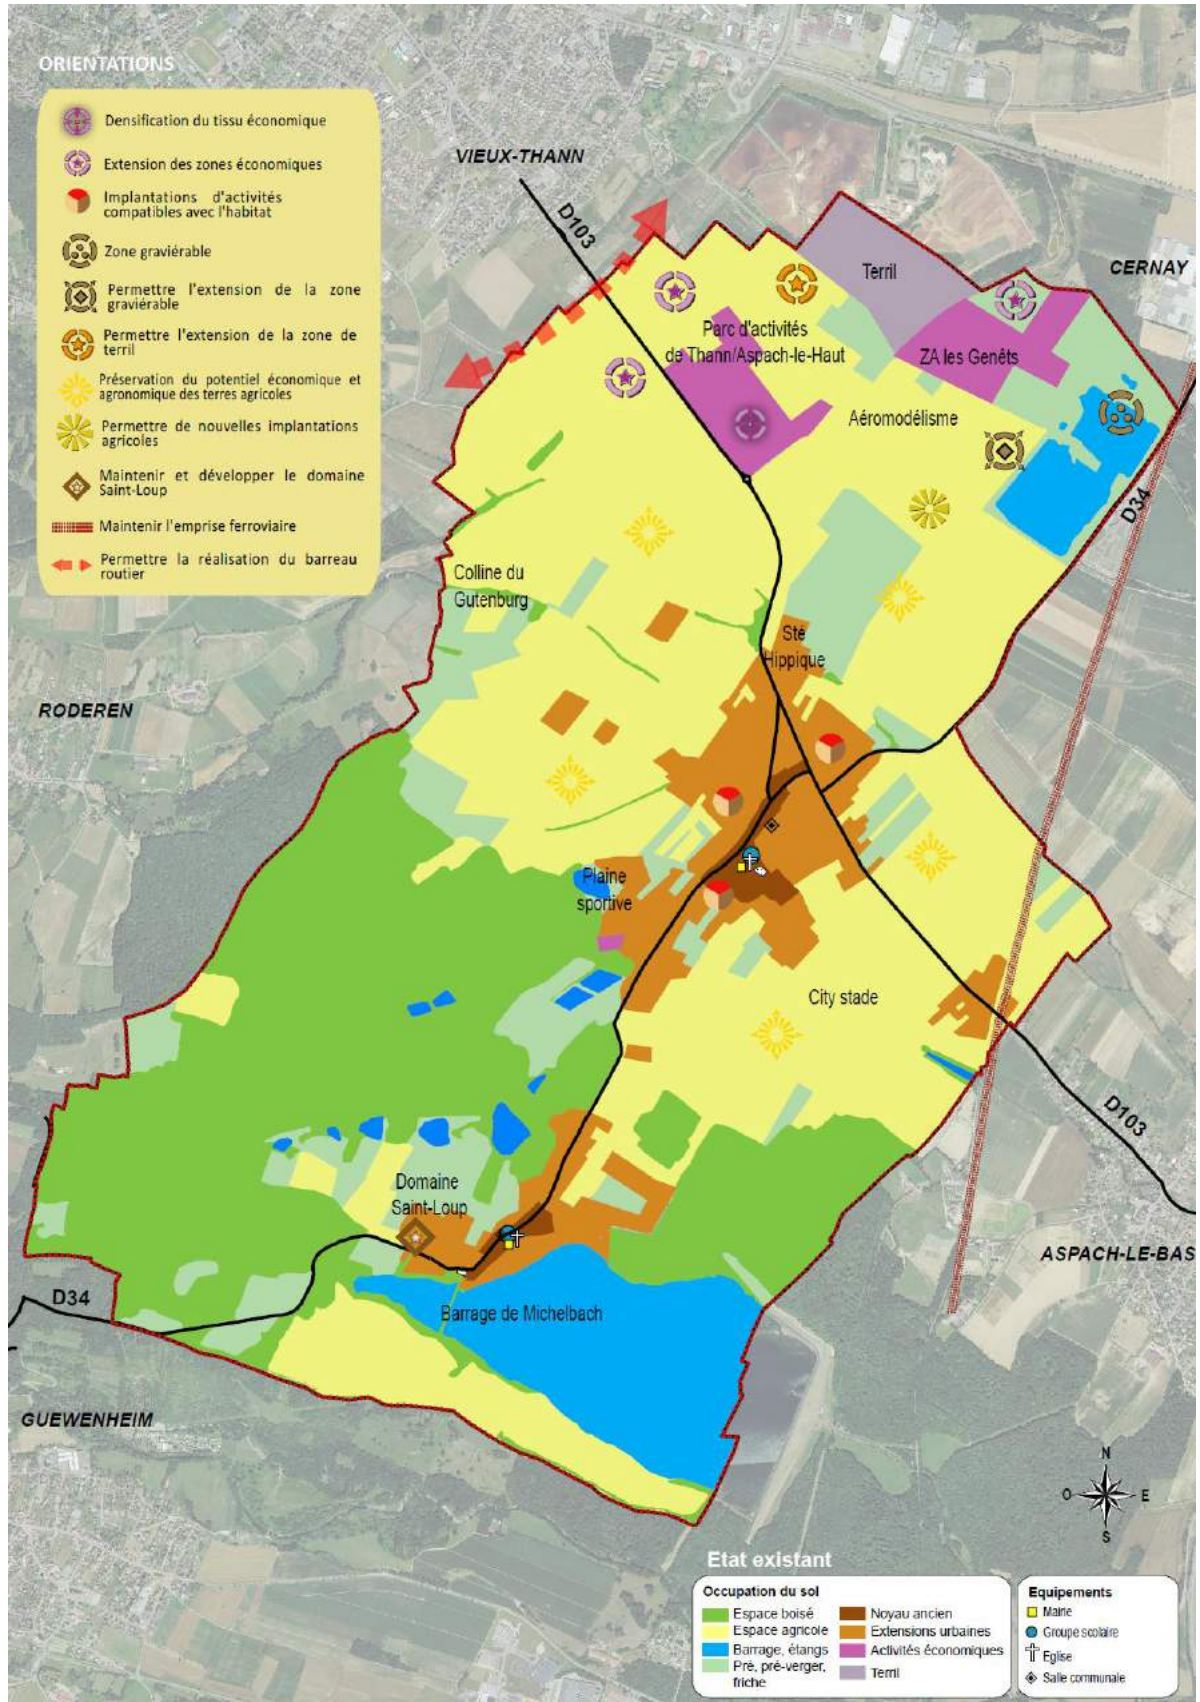 ORIENTATIONS
Densification du tissu économique
Extension des zones économiques
Implantations d'activités
compatibles avec l'habitat
Zone graviérable
Permettre l'extension de la zone
graviérable
Permettre l'extension de la zone de
terril
Préservation du potentiel économique et
agronomique des terres agricoles
Permettre de nouvelles implantations
agricoles
Maintenir et développer le domaine
Saint-Loup
Maintenir l'emprise ferroviaire
Permettre la réalisation du barreau
routier
VIEUX-THANN
D103
CERNAY
Terril
Parc d'activités
de Thann/Aspach-le-Haut
ZA les Genêts
Aéromodélisme
D34
Colline du
Gutenburg
Sté
Hippique
RODEREN
Plaine
sportive
City stade
D103
Domaine
Saint-Loup
ASPACH-LE-BAS
D34
Barrage de Michelbach
GUEWENHEIM
N
O
E
S
Etat existant
Occupation du sol
Espace boisé
Espace agricole
Barrage, étangs
Pré, pré-verger,
friche
Noyau ancien
Extensions urbaines
Activités économiques
Terril
Equipements
Mairie
Groupe scolaire
Eglise
Salle communale